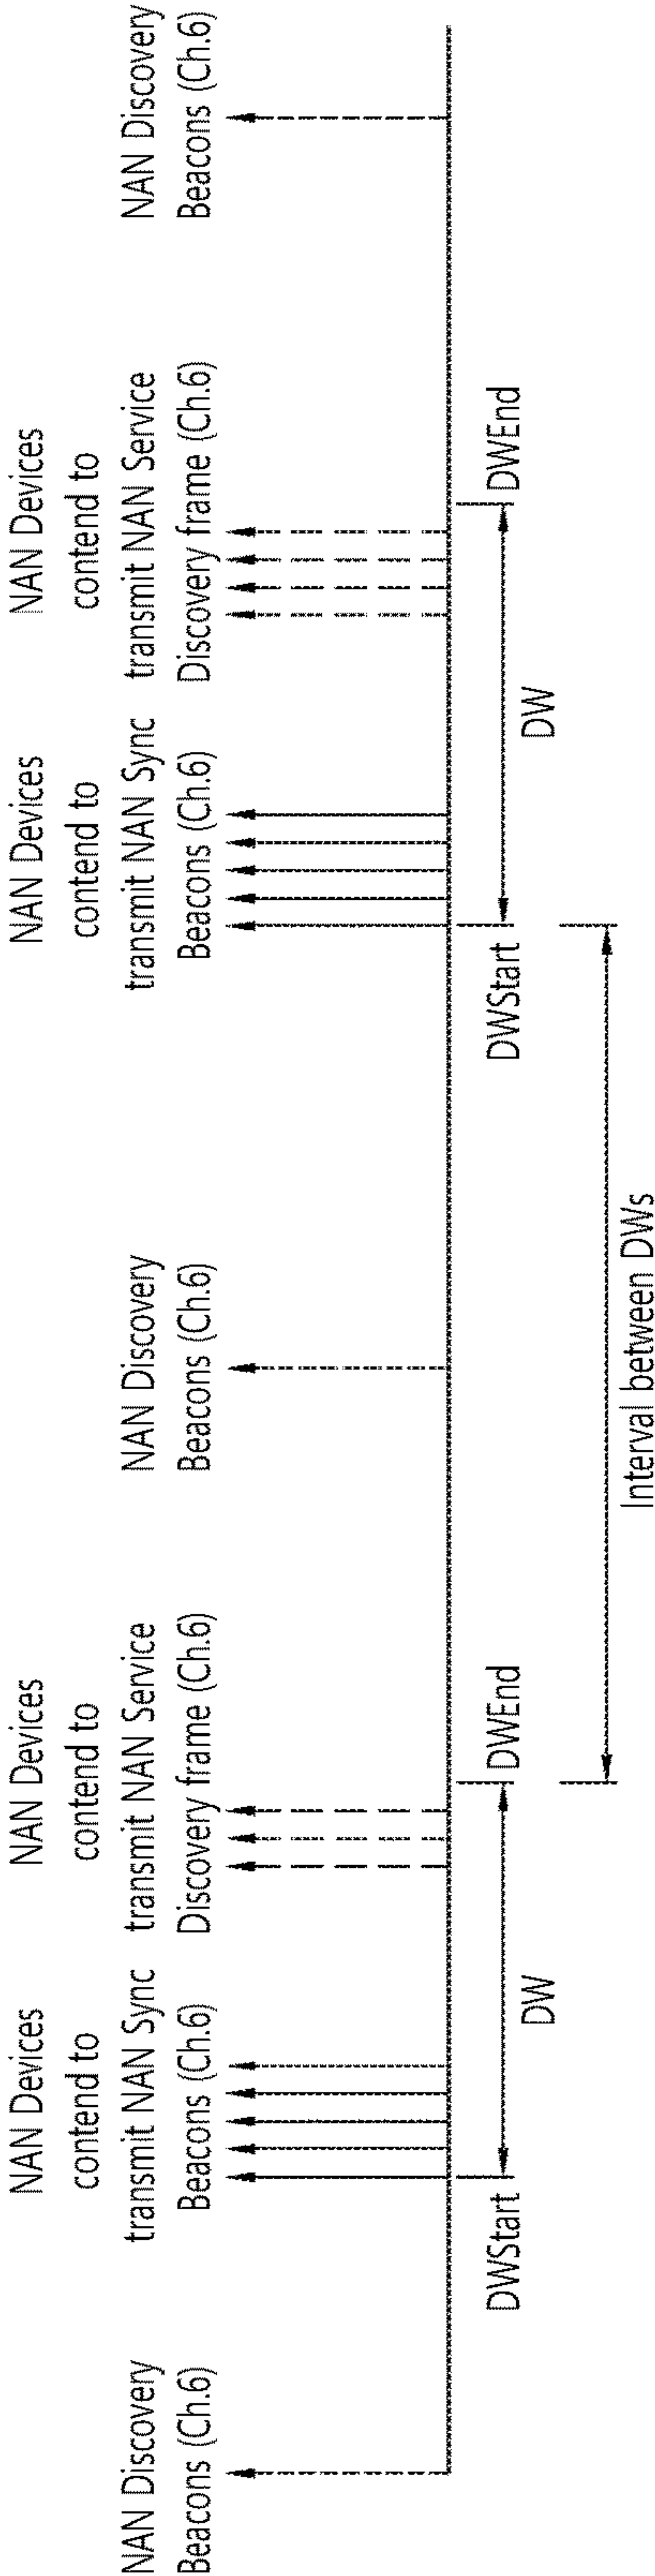 NAN Discovery
Beacons (Ch.6)
NAN Devices
contend to
transmit NAN Sync
Beacons (Ch.6)
NAN Devices
contend to
transmit NAN Service
Discovery frame (Ch.6)
NAN Discovery
Beacons (Ch.6)
NAN Devices
contend to
transmit NAN Sync
Beacons (Ch.6)
NAN Devices
contend to
transmit NAN Service
Discovery frame (Ch.6)
NAN Discovery
Beacons (Ch.6)
DWStart
DWEnd
DWStart
DWEnd
DW
DW
Interval between DWs